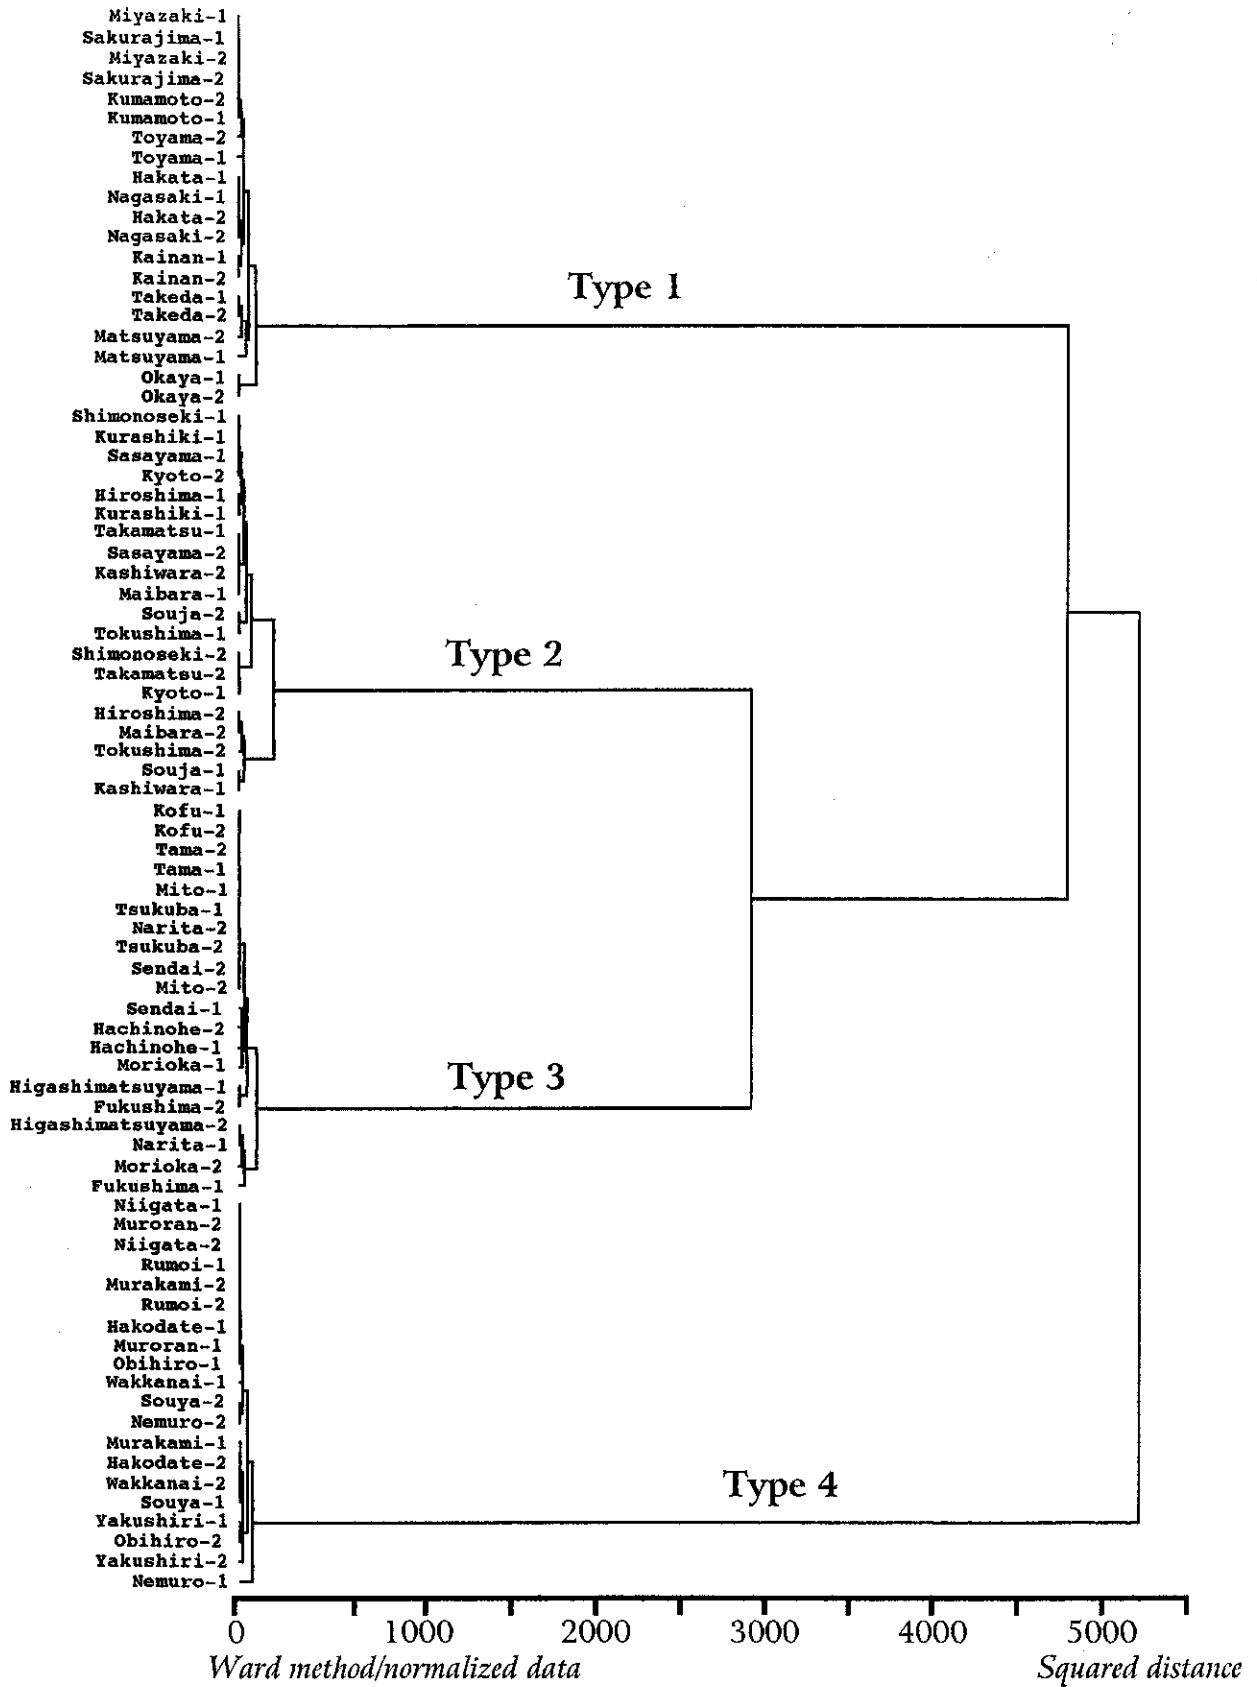 Miyazaki-1
Sakurajima-1
Miyazaki-2
Sakurajima-2
Kumamoto-2
Kumamoto-1
Toyama-2
Toyama-1
Hakata-1
Nagasaki-1
Hakata-2
Nagasaki-2
Kainan-1
Kainan-2
Type 1
Takeda-1
Takeda-2
Matsuyama-2
Matsuyama-1
Okaya-1
Okaya-2
Shimonoseki-1
Kurashiki-1
Sasayama-1
Kyoto-2
Hiroshima-1
Kurashiki-1
Takamatsu-1
Sasayama-2
Kashiwara-2
Maibara-1
Souja-2
Tokushima-1
Shimonoseki-2
Type 2
Takamatsu-2
Kyoto-1
Hiroshima-2
Maibara-2
Tokushima-2
Souja-1
Kashiwara-1
Kofu-1
Kofu-2
Tama-2
Tama-1
Mito-1
Tsukuba-1
Narita-2
Tsukuba-2
Sendai-2
Mito-2
Sendai-1
Hachinohe-2
Hachinohe-1
Morioka-1
Type 3
Higashimatsuyama-1
Fukushima-2
Higashimatsuyama-2
Narita-1
Morioka-2
Fukushima-1
Niigata-1
Muroran-2
Niigata-2
Rumoi-1
Murakami-2
Rumoi-2
Hakodate-1
Muroran-1
Obihiro-1
Wakkanai-1
Souya-2
Nemuro-2
Murakami-1
Hakodate-2
Wakkanai-2
Type 4
Souya-1
Yakushiri-1
Obihiro-2
Yakushiri-2
Nemuro-1
0 1000 2000 3000 4000 5000
Ward method/normalized data Squared distance